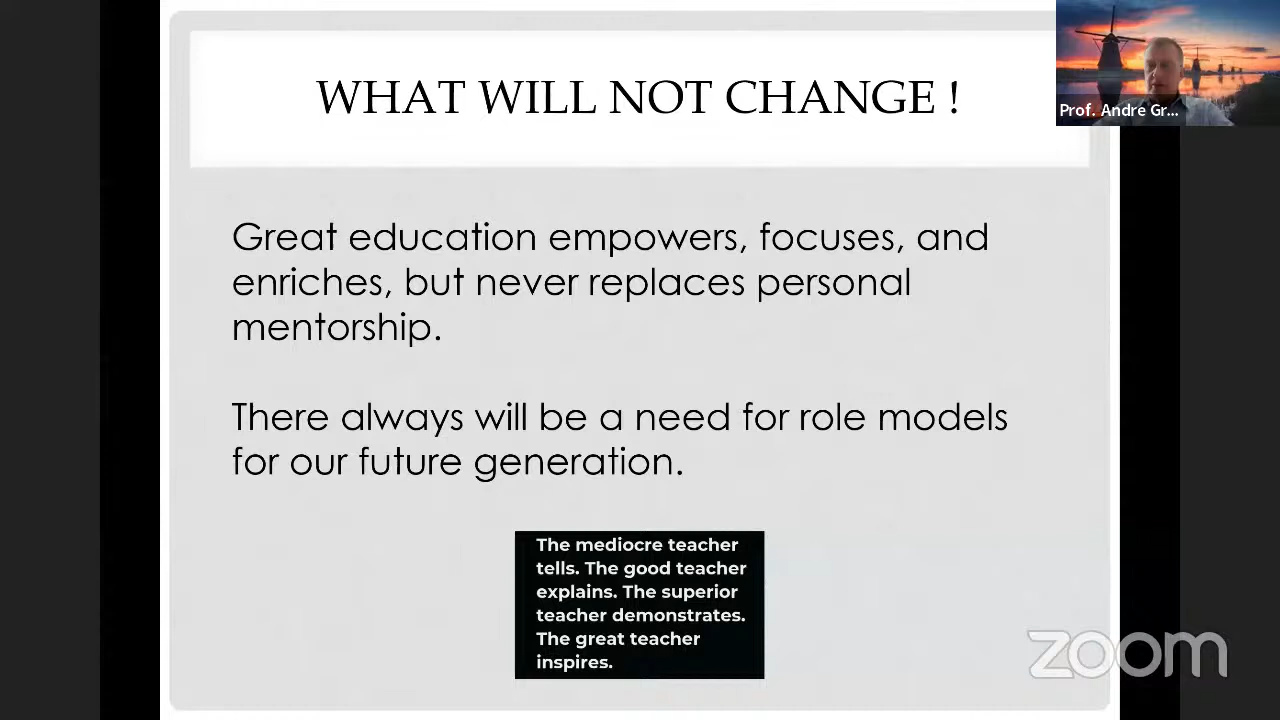 WHAT WILL NOT CHANGE !
Prof. Andre Gr...
Great education empowers, focuses, and
enriches, but never replaces personal
mentorship.
There always will be a need for role models
for our future generation.
The mediocre teacher
tells. The good teacher
explains. The superior
teacher demonstrates.
The great teacher
inspires.
zoom